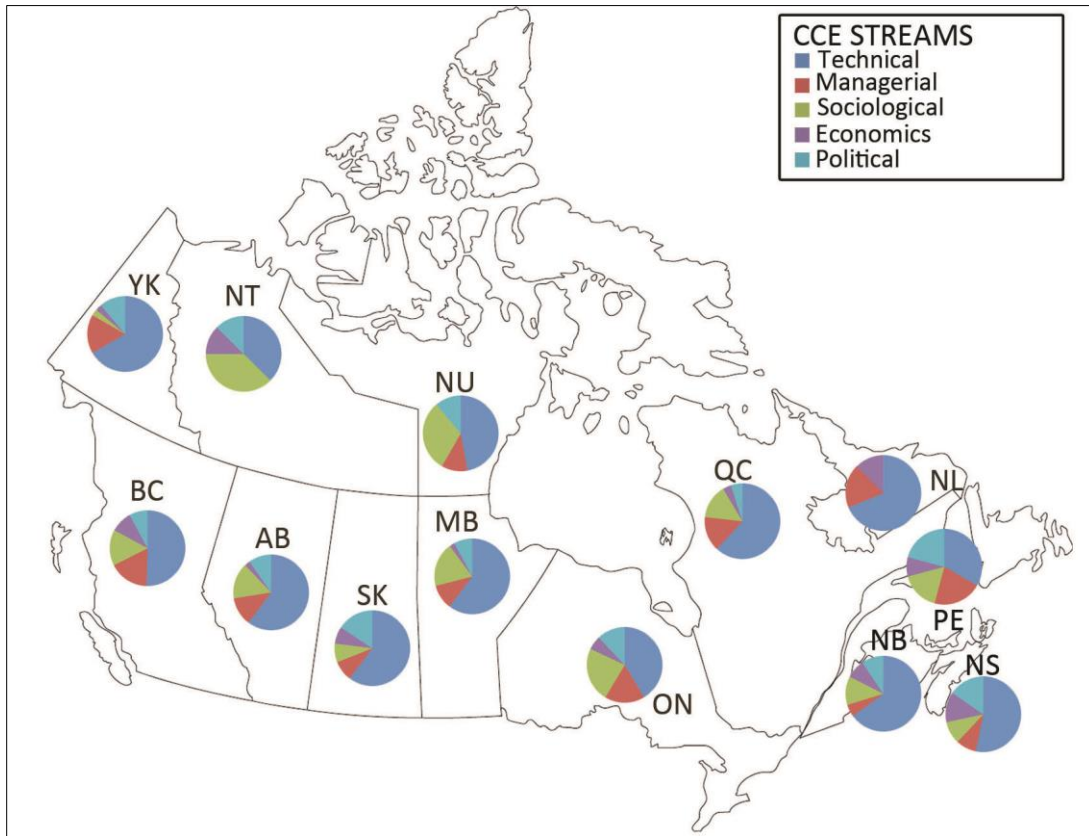 CCE STREAMS
Technical
Managerial
Sociological
Economics
Political
YK
NT
NU
BC
AB
SK
MB
ON
QC
NL
PE
NB
NS